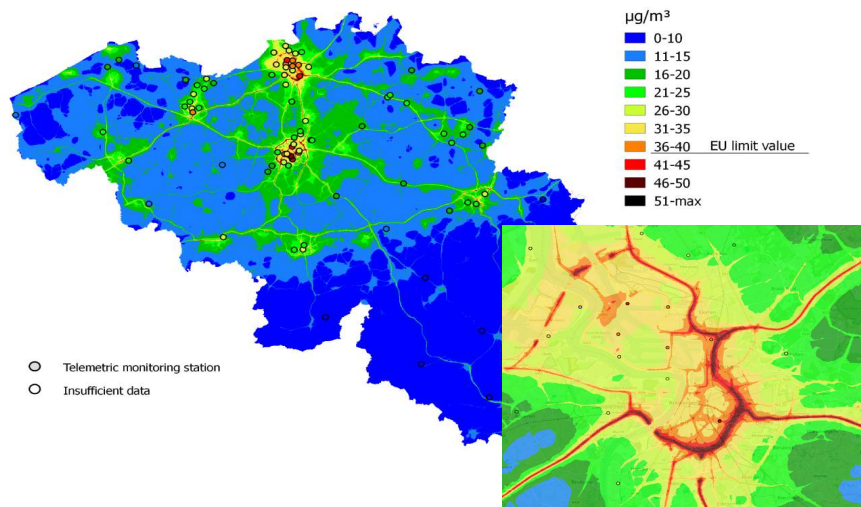 µg/m³
0-10
11-15
16-20
21-25
26-30
31-35
36-40
EU limit value
41-45
46-50
51-max
Telemetric monitoring station
Insufficient data